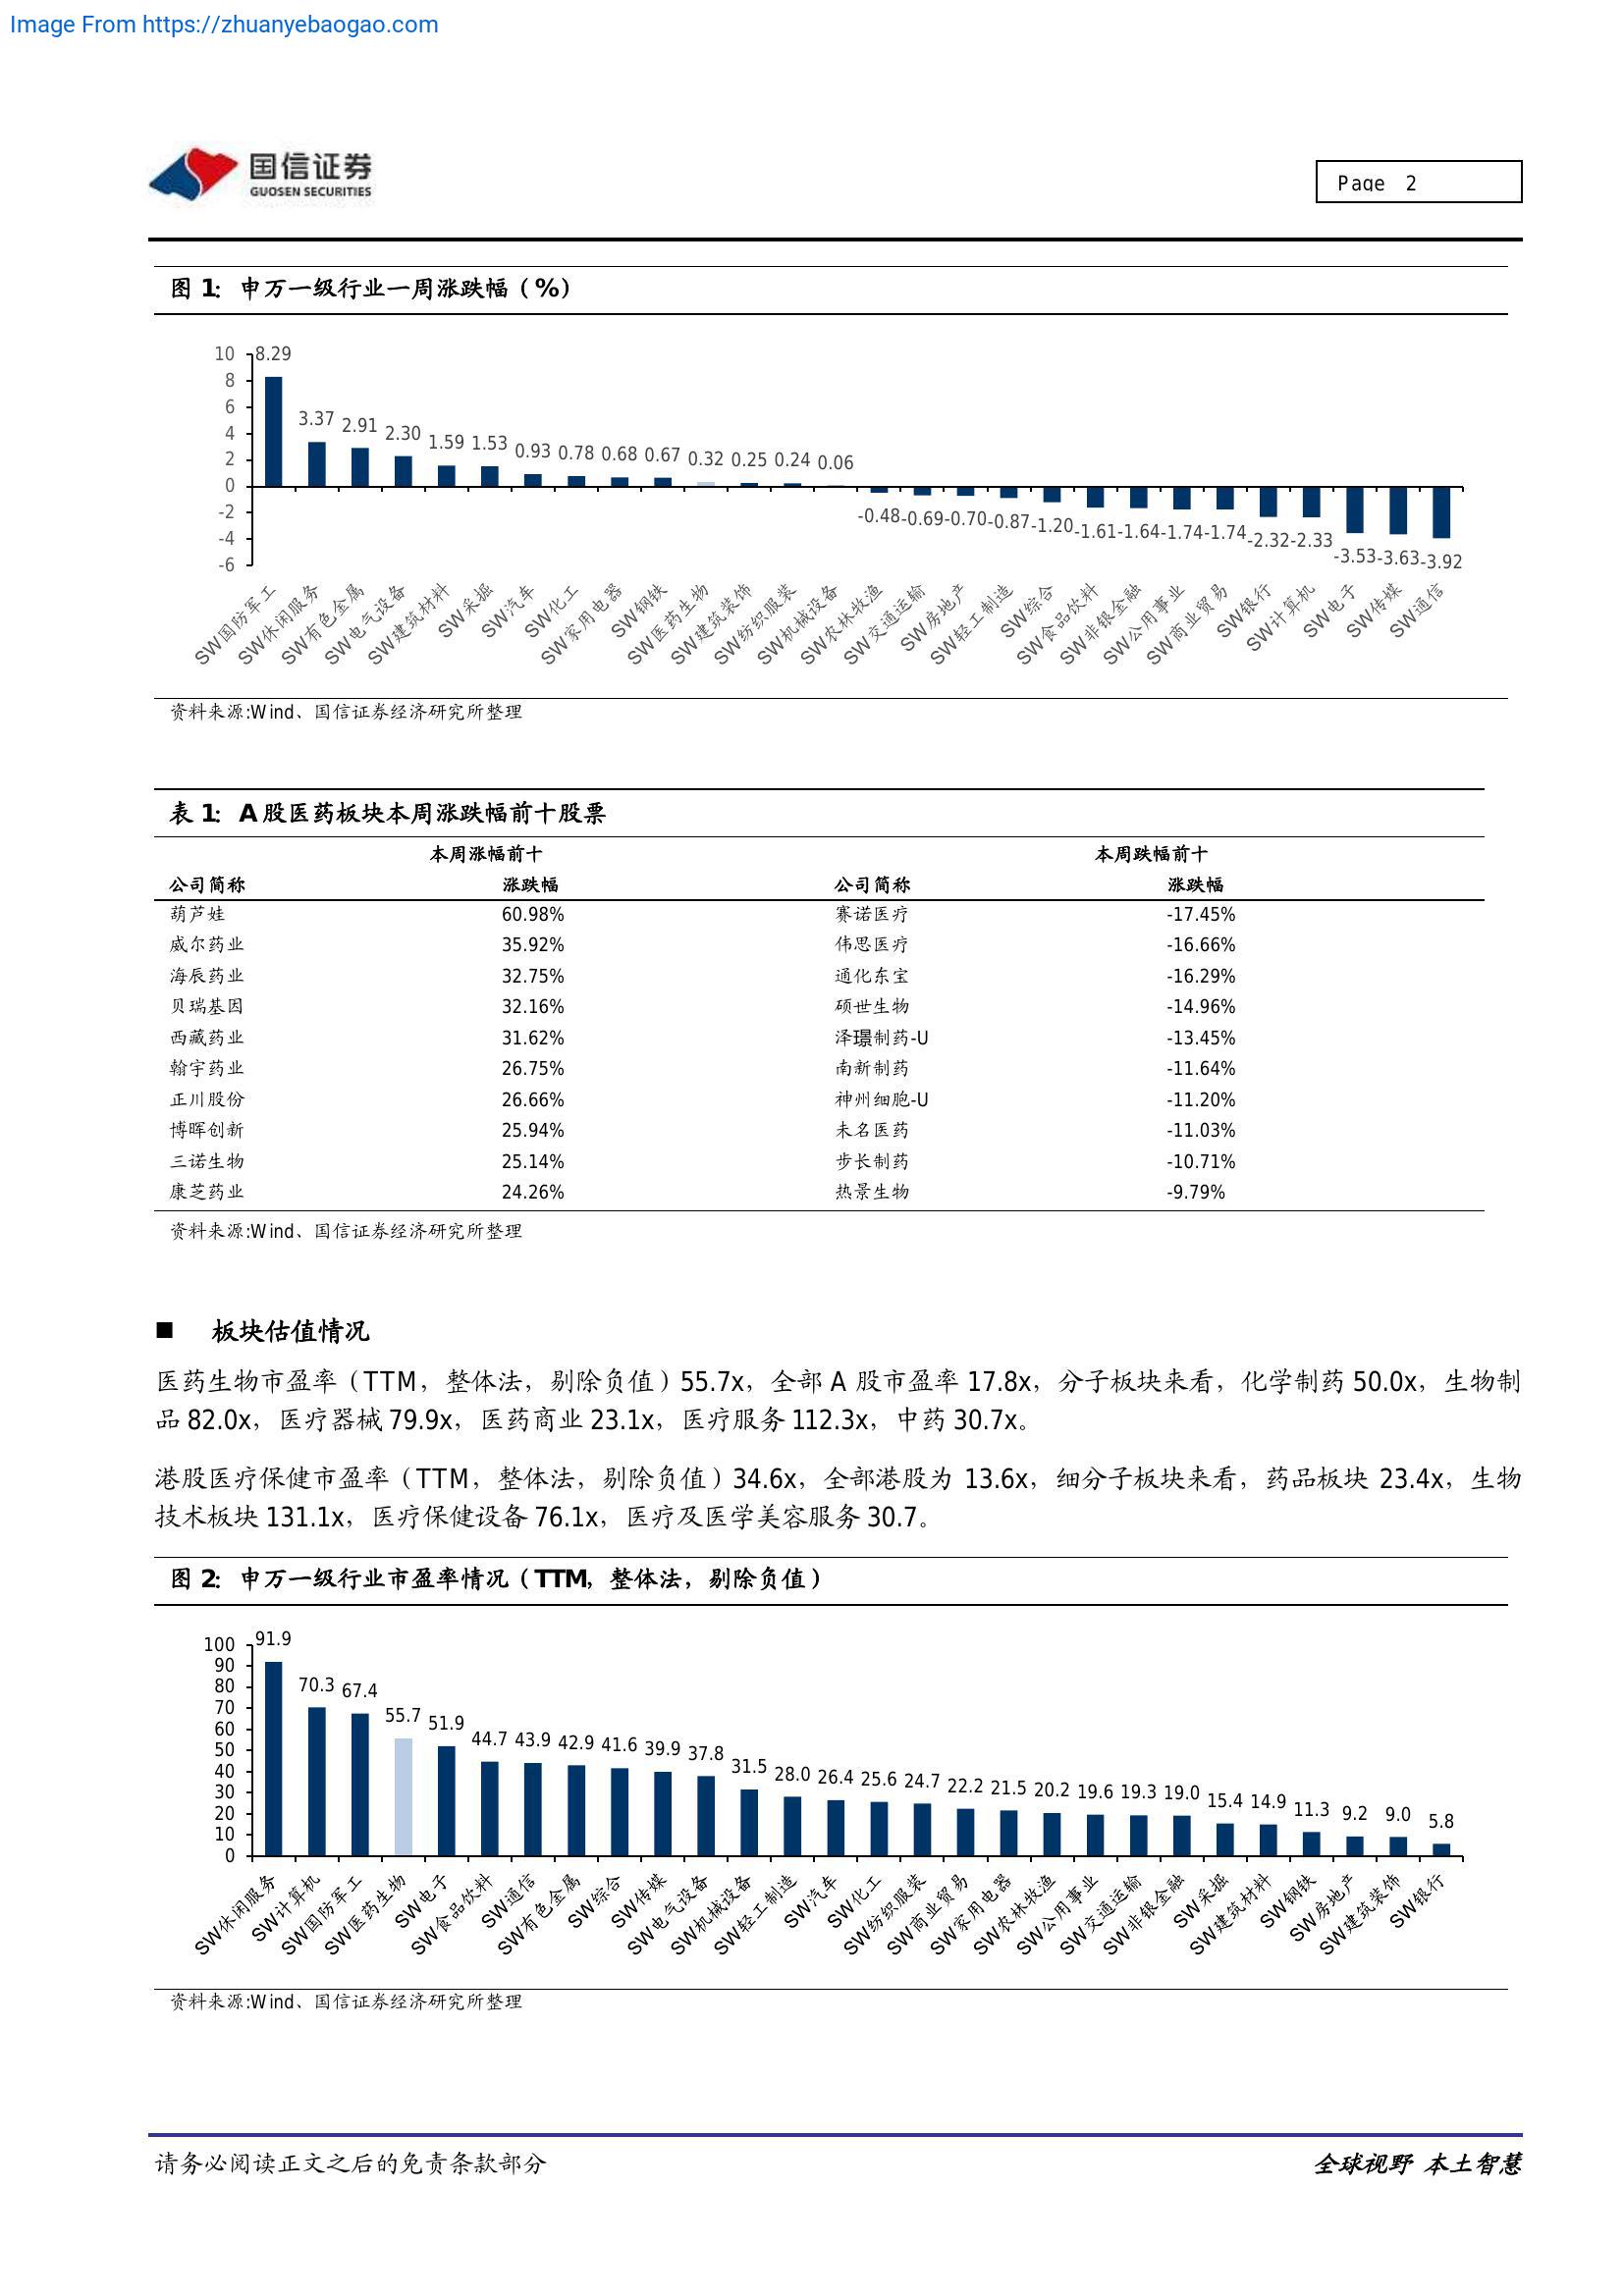 Image From https://zhuanyebaogao.com
国信证券
GUOSEN SECURITIES
Page 2
图 1: 申万一级行业一周涨跌幅（%）
10
8
6
4
2
0
-2
-4
-6
8.29 3.37 2.91 2.30 1.59 1.53 0.93 0.78 0.68 0.67 0.32 0.25 0.24 0.06 -0.48 -0.69 -0.70 -0.87 -1.20 -1.61 -1.64 -1.74 -1.74 -2.32 -2.33 -3.53 -3.63 -3.92
SW国防军工 SW休闲服务 SW有色金属 SW电气设备 SW建筑材料 SW采掘 SW汽车 SW化工 SW家用电器 SW钢铁 SW医药生物 SW建筑装饰 SW纺织服装 SW机械设备 SW农林牧渔 SW交通运输 SW房地产 SW轻工制造 SW综合 SW食品饮料 SW非银金融 SW公用事业 SW商业贸易 SW银行 SW计算机 SW电子 SW传媒 SW通信
资料来源:Wind、国信证券经济研究所整理
表 1: A 股医药板块本周涨跌幅前十股票
本周涨幅前十 本周跌幅前十
公司简称 涨跌幅 公司简称 涨跌幅
葫芦娃 60.98% 赛诺医疗 -17.45%
威尔药业 35.92% 伟思医疗 -16.66%
海辰药业 32.75% 通化东宝 -16.29%
贝瑞基因 32.16% 硕世生物 -14.96%
西藏药业 31.62% 泽璟制药-U -13.45%
翰宇药业 26.75% 南新制药 -11.64%
正川股份 26.66% 神州细胞-U -11.20%
博晖创新 25.94% 未名医药 -11.03%
三诺生物 25.14% 步长制药 -10.71%
康芝药业 24.26% 热景生物 -9.79%
资料来源:Wind、国信证券经济研究所整理
■ 板块估值情况
医药生物市盈率（TTM，整体法，剔除负值）55.7x，全部 A 股市盈率 17.8x，分子板块来看，化学制药 50.0x，生物制
品 82.0x，医疗器械 79.9x，医药商业 23.1x，医疗服务 112.3x，中药 30.7x。
港股医疗保健市盈率（TTM，整体法，剔除负值）34.6x，全部港股为 13.6x，细分子板块来看，药品板块 23.4x，生物
技术板块 131.1x，医疗保健设备 76.1x，医疗及医学美容服务 30.7。
图 2: 申万一级行业市盈率情况（TTM，整体法，剔除负值）
100
90
80
70
60
50
40
30
20
10
0
91.9 70.3 67.4 55.7 51.9 44.7 43.9 42.9 41.6 39.9 37.8 31.5 28.0 26.4 25.6 24.7 22.2 21.5 20.2 19.6 19.3 19.0 15.4 14.9 11.3 9.2 9.0 5.8
SW休闲服务 SW计算机 SW国防军工 SW医药生物 SW电子 SW食品饮料 SW通信 SW有色金属 SW综合 SW传媒 SW电气设备 SW机械设备 SW轻工制造 SW汽车 SW化工 SW纺织服装 SW商业贸易 SW家用电器 SW农林牧渔 SW公用事业 SW交通运输 SW非银金融 SW采掘 SW建筑材料 SW钢铁 SW房地产 SW建筑装饰 SW银行
资料来源:Wind、国信证券经济研究所整理
请务必阅读正文之后的免责条款部分
全球视野 本土智慧